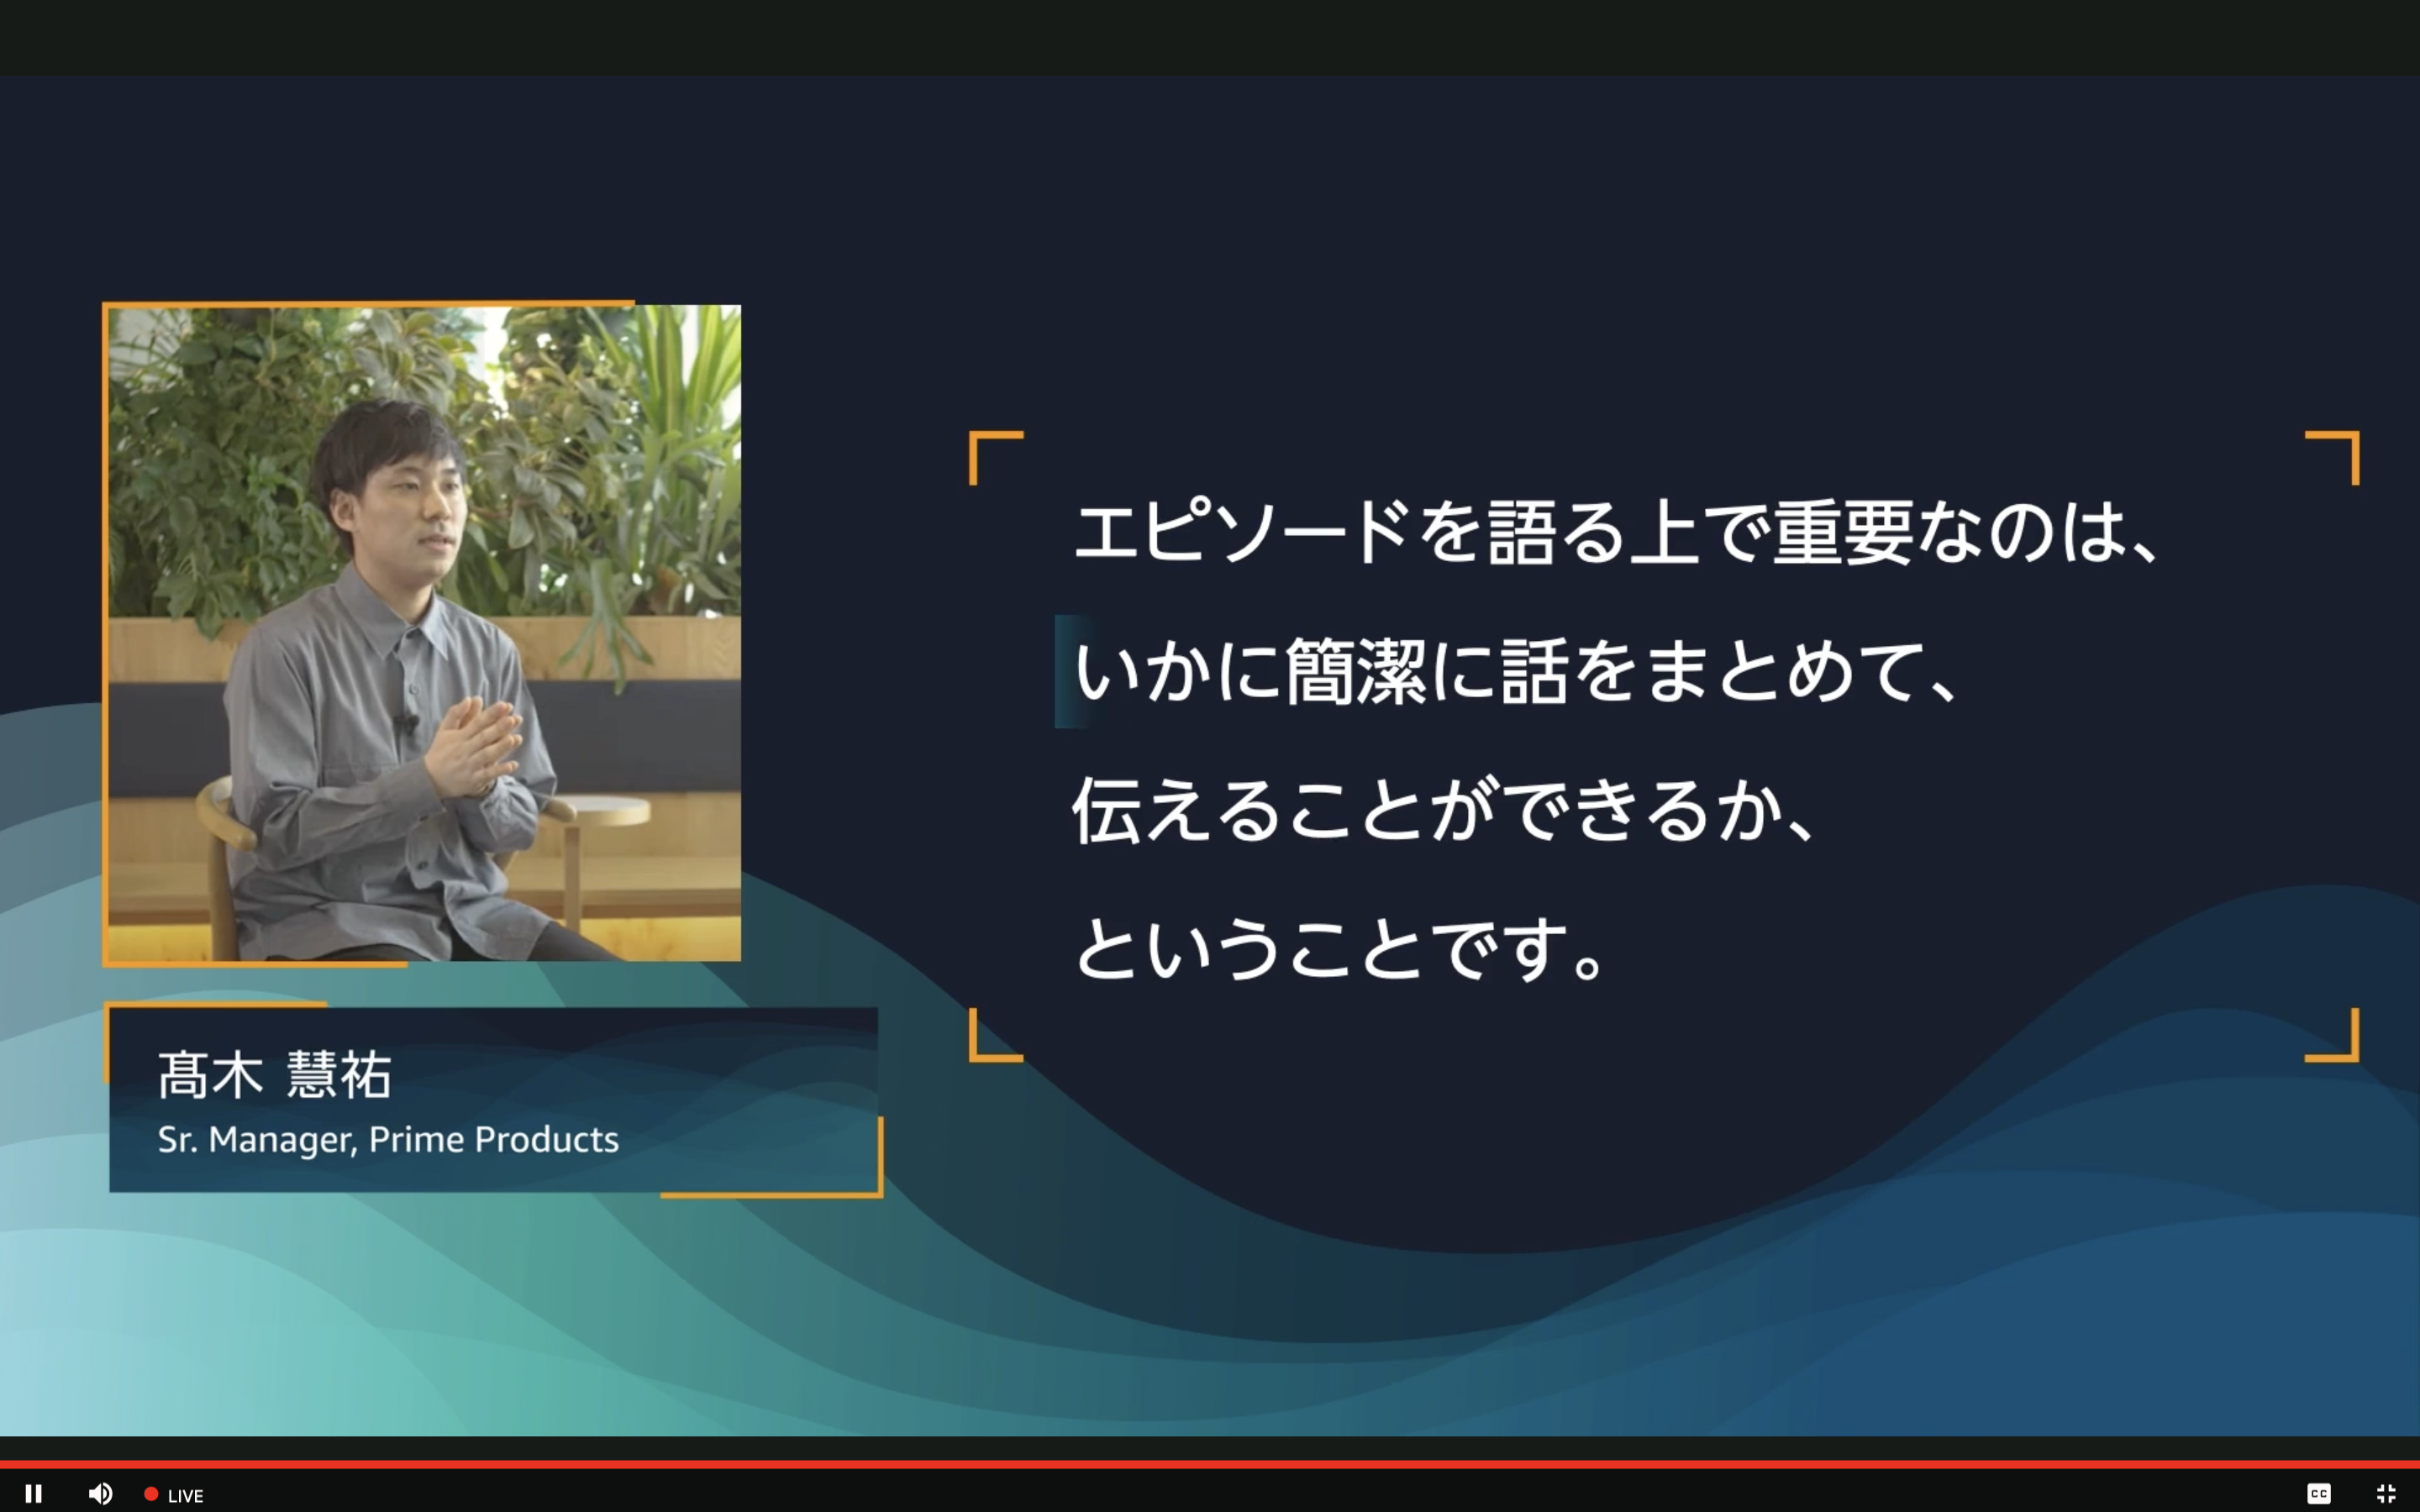 エピソードを語る上で重要なのは、
いかに簡潔に話をまとめて、
伝えることができるか、
ということです。
髙木 慧祐
Sr. Manager, Prime Products
LIVE
CC